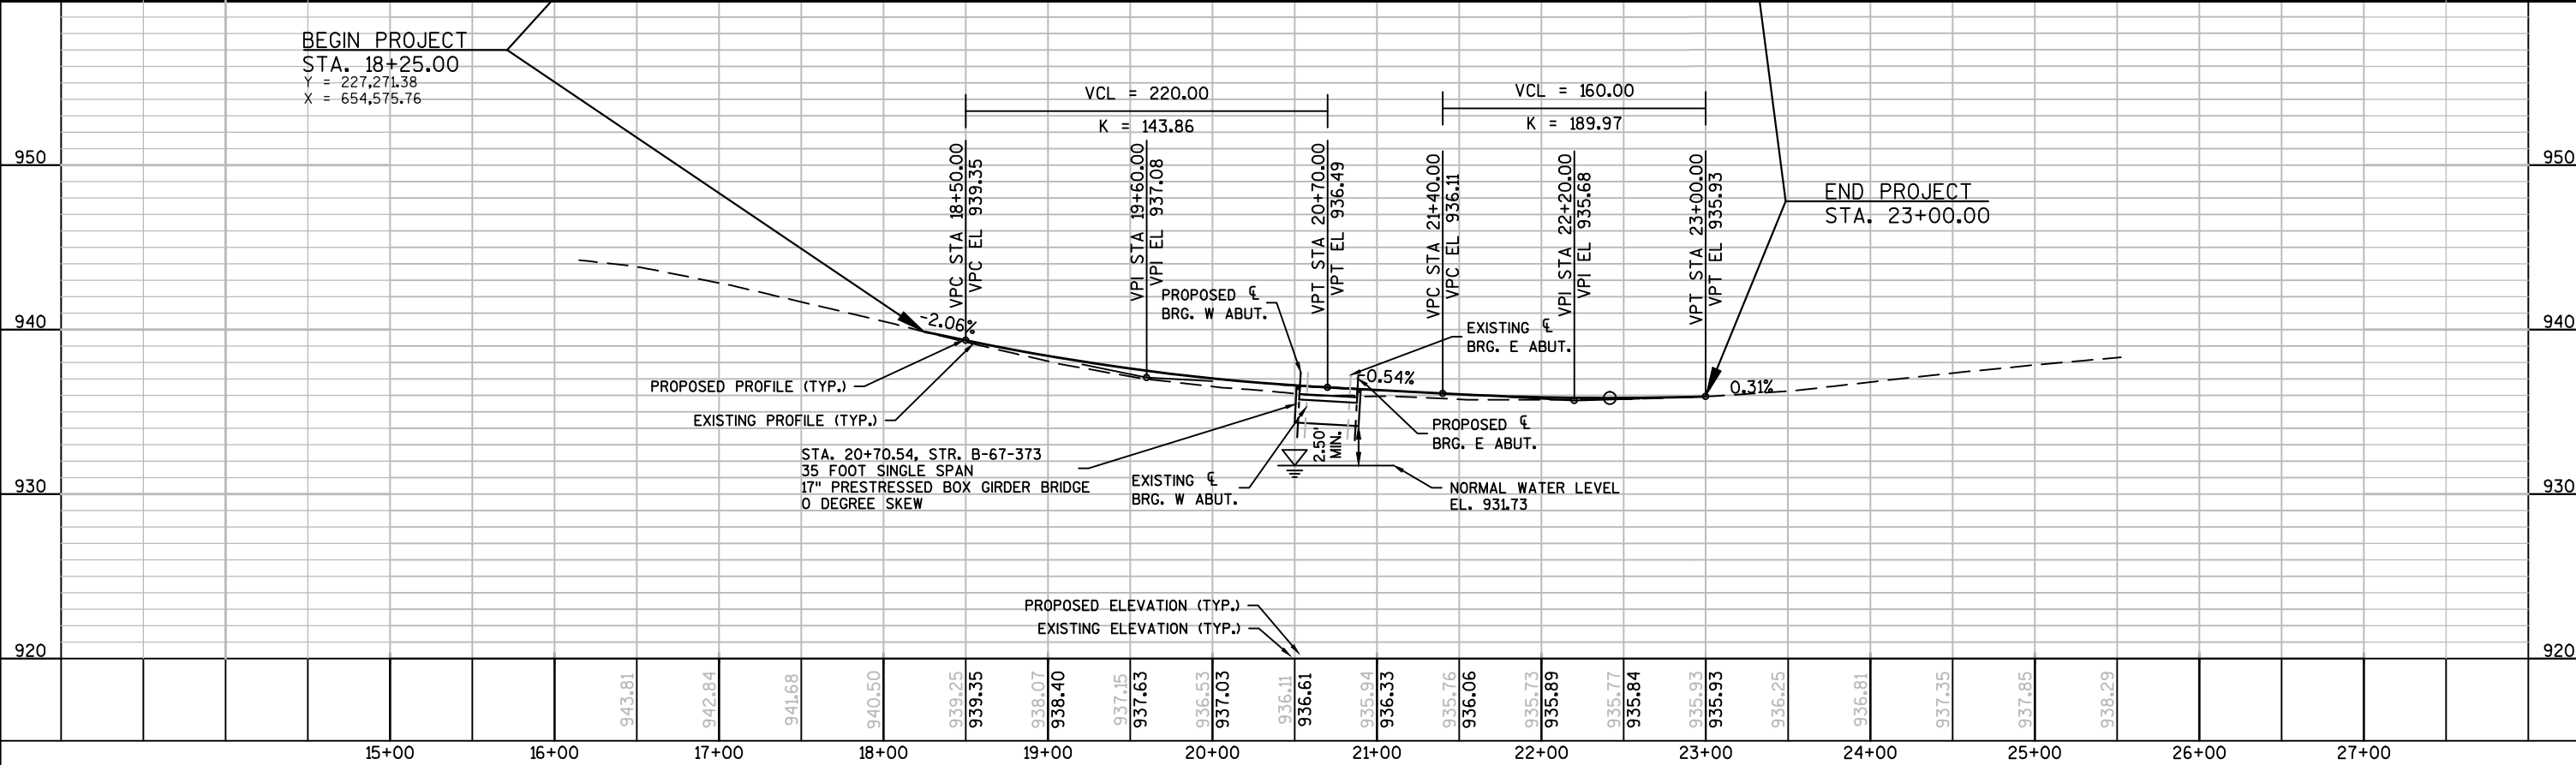 BEGIN PROJECT
STA. 18+25.00
Y = 227,271.38
X = 654,575.76
VCL = 220.00
K = 143.86
VCL = 160.00
K = 189.97
950
950
VPC STA 18+50.00
VPC EL 939.35
VPI STA 19+60.00
VPI EL 937.08
VPT STA 20+70.00
VPT EL 936.49
VPC STA 21+40.00
VPC EL 936.11
VPI STA 22+20.00
VPI EL 935.68
VPT STA 23+00.00
VPT EL 935.93
END PROJECT
STA. 23+00.00
PROPOSED ℄
BRG. W ABUT.
940
940
-2.06%
EXISTING ℄
BRG. E ABUT.
-0.54%
0.31%
PROPOSED PROFILE (TYP.)
EXISTING PROFILE (TYP.)
PROPOSED ℄
BRG. E ABUT.
STA. 20+70.54, STR. B-67-373
35 FOOT SINGLE SPAN
17" PRESTRESSED BOX GIRDER BRIDGE
0 DEGREE SKEW
EXISTING ℄
BRG. W ABUT.
2.50'
MIN.
NORMAL WATER LEVEL
EL. 931.73
930
930
PROPOSED ELEVATION (TYP.)
EXISTING ELEVATION (TYP.)
920
920
943.81
942.84
941.68
940.50
939.25
939.35
938.07
938.40
937.15
937.63
936.53
937.03
936.11
936.61
935.94
936.33
935.76
936.06
935.73
935.89
935.77
935.84
935.93
935.93
936.25
936.81
937.35
937.85
938.29
15+00
16+00
17+00
18+00
19+00
20+00
21+00
22+00
23+00
24+00
25+00
26+00
27+00